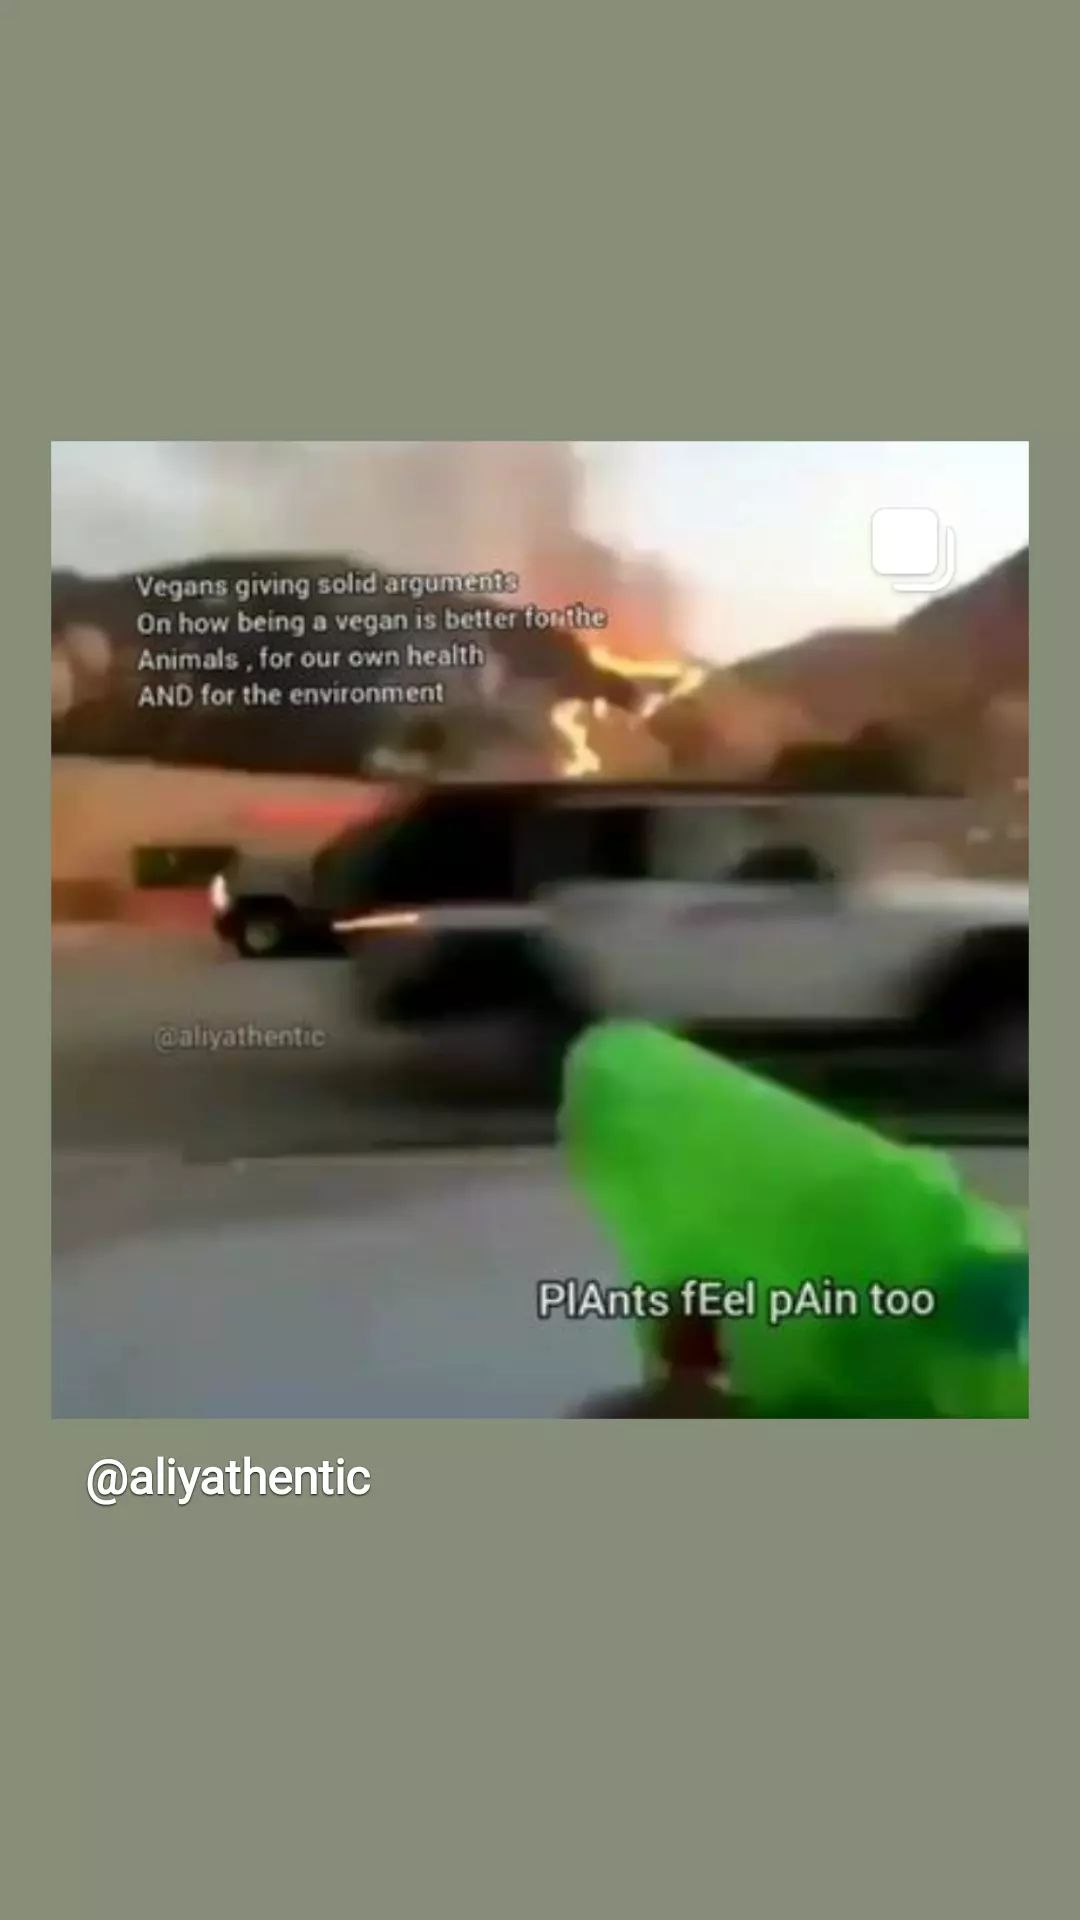 Vegans giving solid arguments
On how being a vegan is better for the
Animals , for our own health
AND for the environment
@aliyathentic
PlAnts fEel pAin too
@aliyathentic